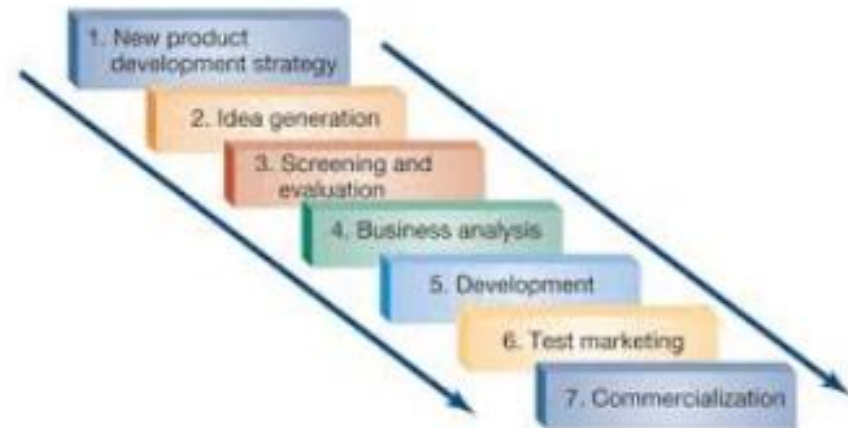 1. New product
development strategy
2. Idea generation
3. Screening and
evaluation
4. Business analysis
5. Development
6. Test marketing
7. Commercialization